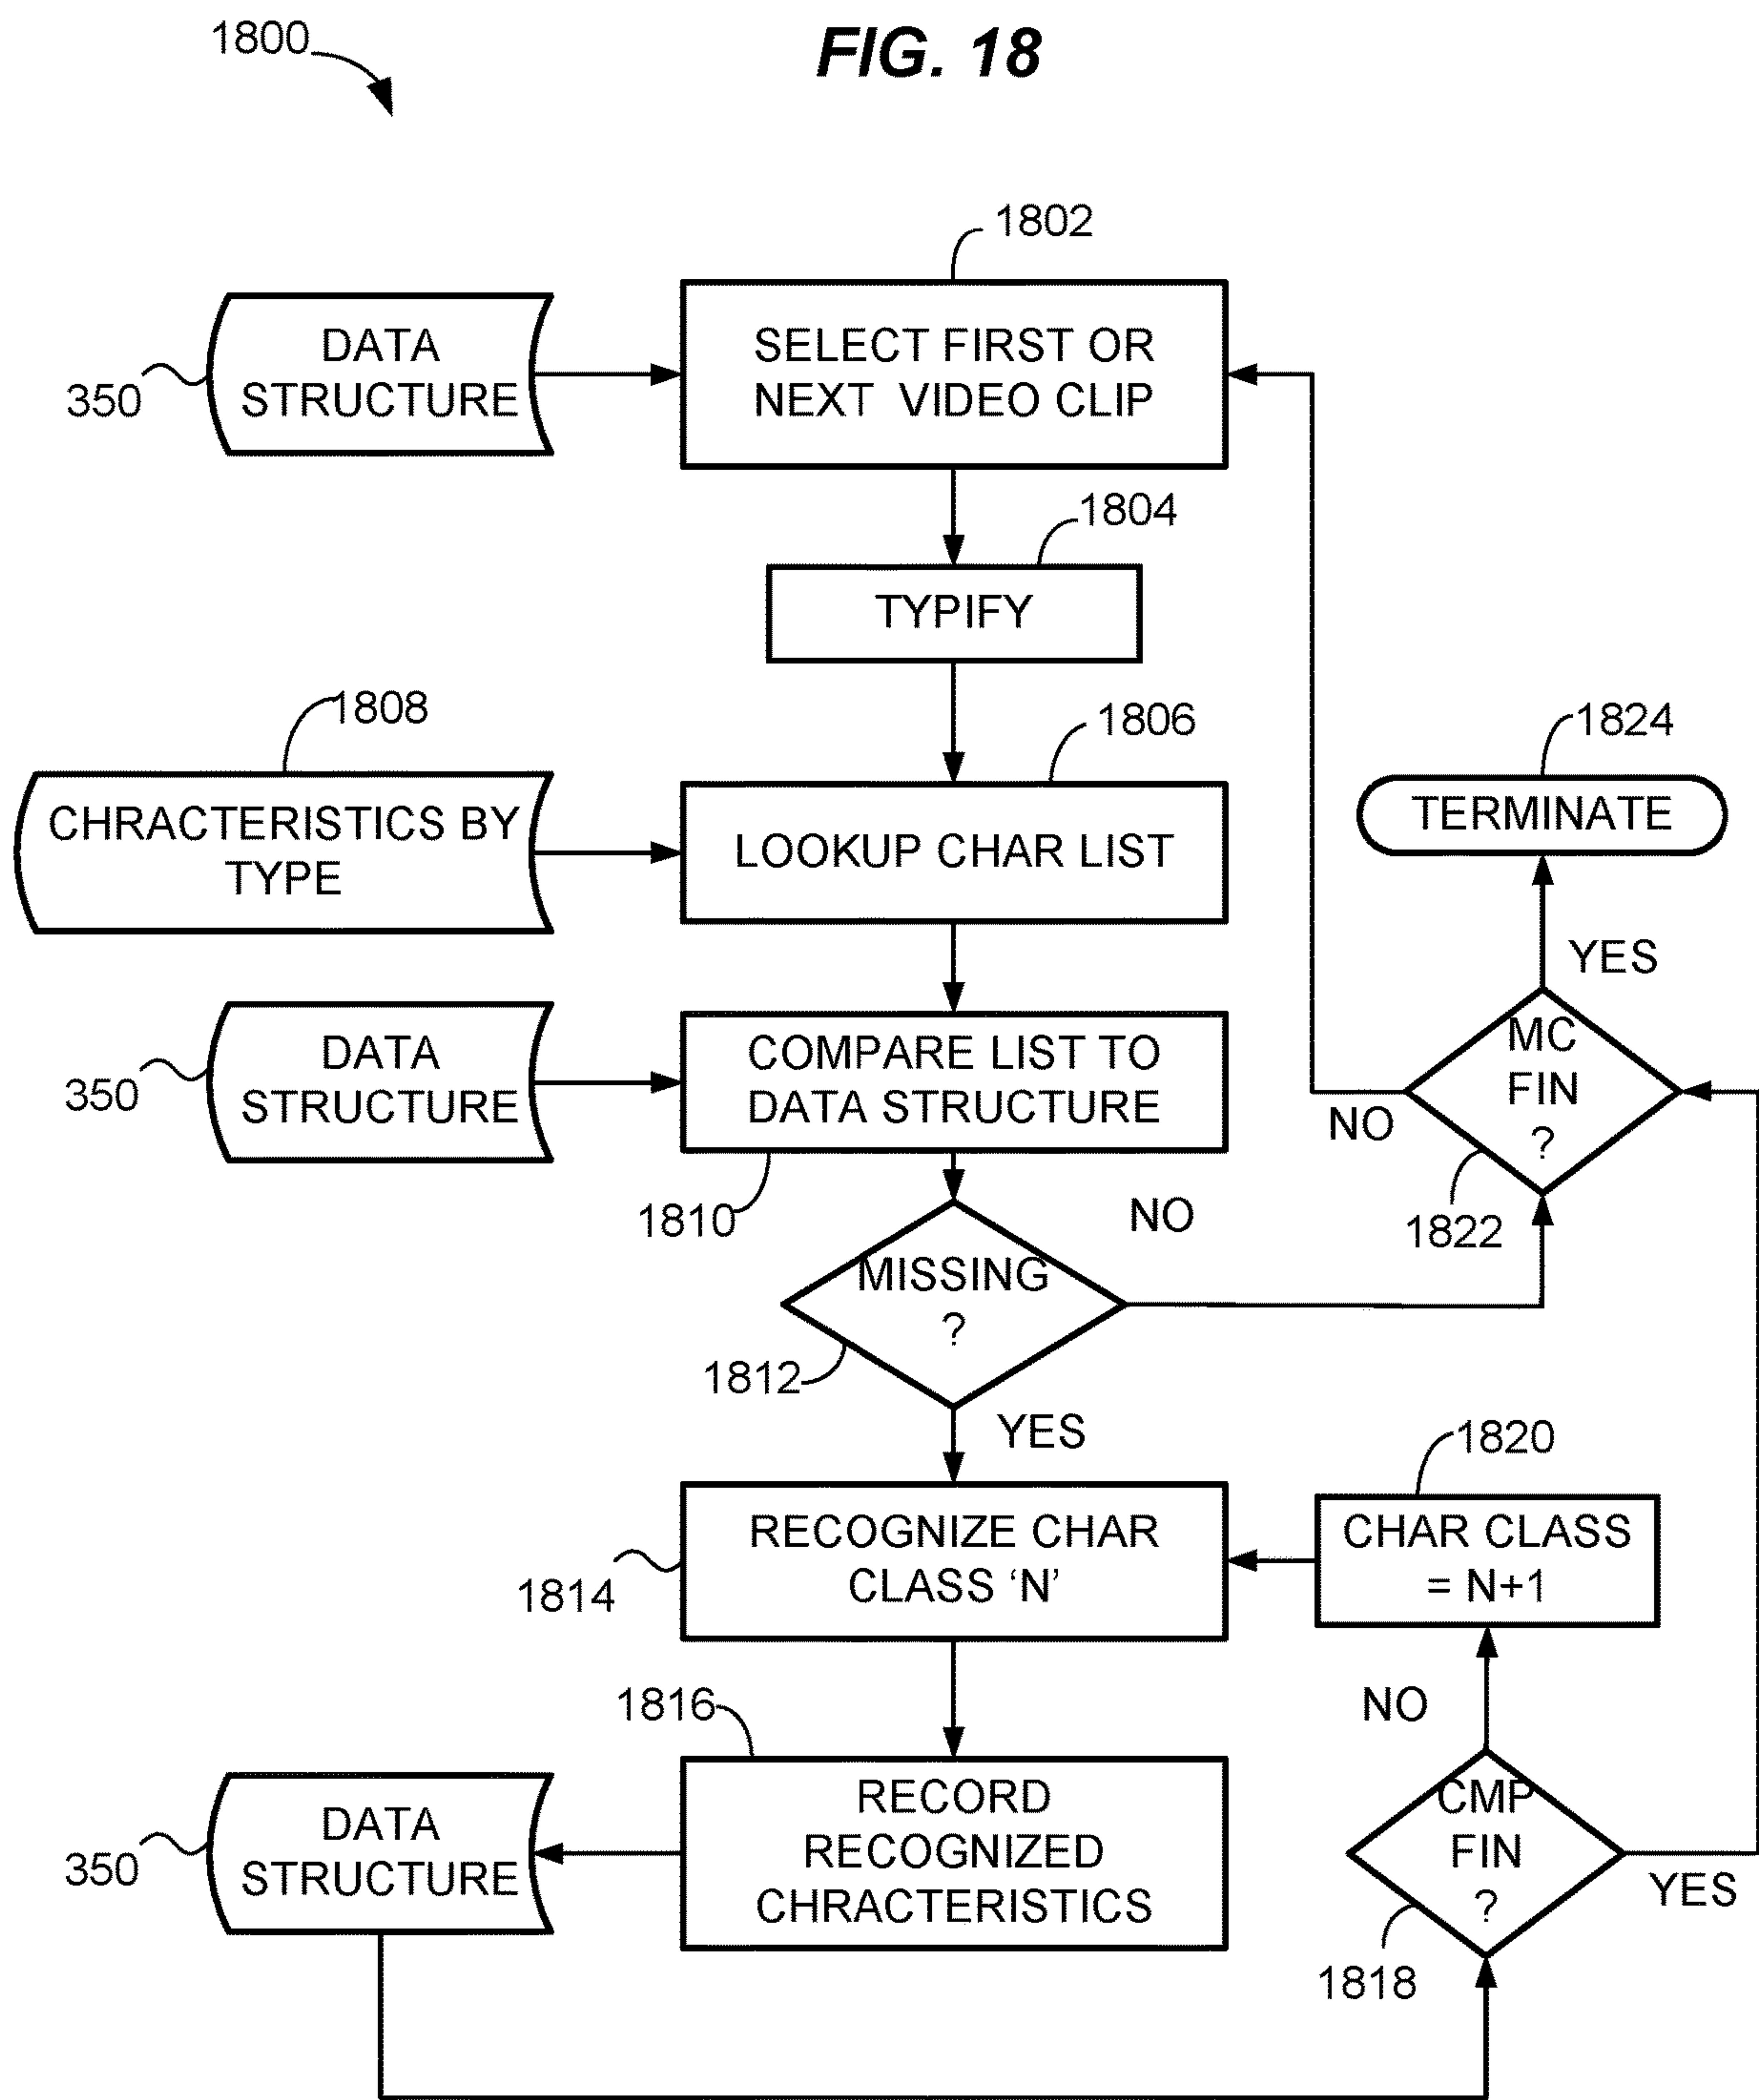 1800
FIG. 18
1802
DATA
STRUCTURE
350
SELECT FIRST OR
NEXT VIDEO CLIP
1804
TYPIFY
1808
CHRACTERISTICS BY
TYPE
1806
LOOKUP CHAR LIST
1824
TERMINATE
YES
DATA
STRUCTURE
350
COMPARE LIST TO
DATA STRUCTURE
1810
MC
FIN
?
NO
1822
NO
MISSING
?
1812
YES
1820
RECOGNIZE CHAR
CLASS ‘N’
1814
CHAR CLASS
= N+1
NO
1816
DATA
STRUCTURE
350
RECORD
RECOGNIZED
CHRACTERISTICS
CMP
FIN
?
YES
1818